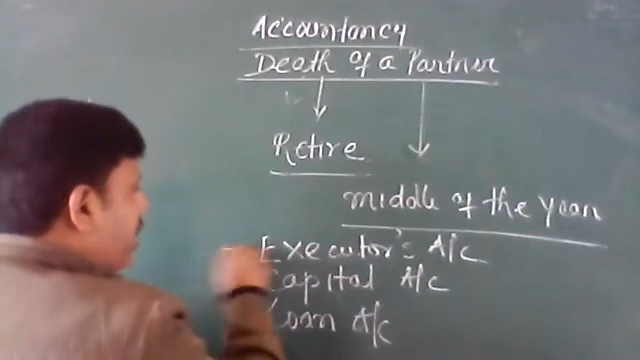 Accountancy
Death of a Partner
Retire
middle of the year
Executor's A/c
Capital A/c
Loan A/c